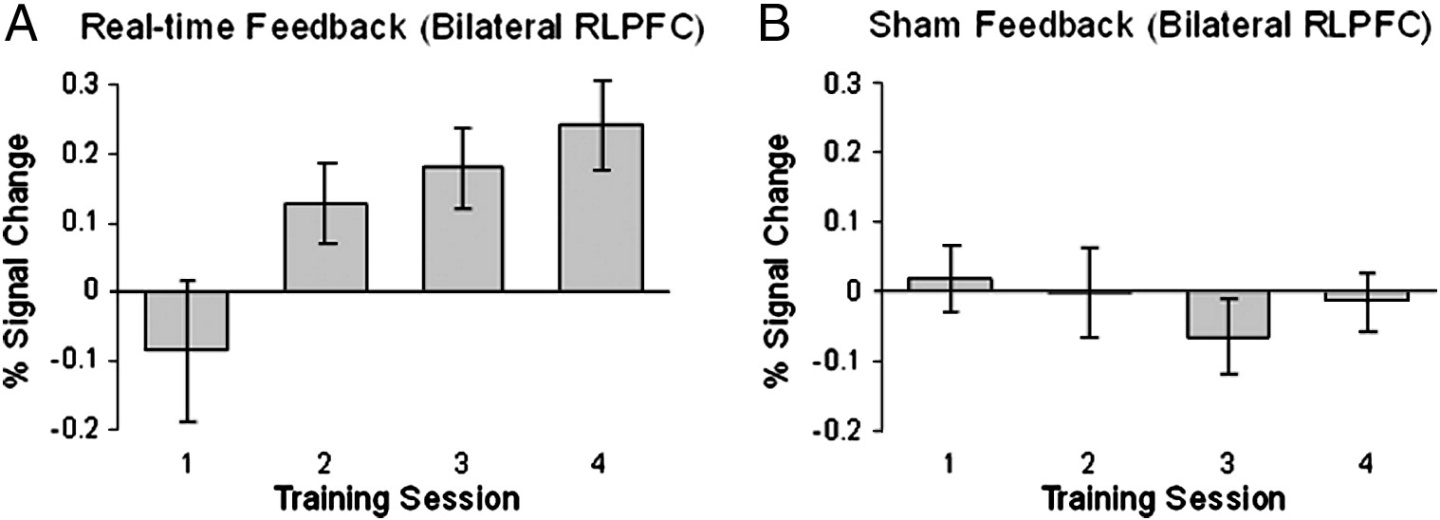 A
Real-time Feedback (Bilateral RLPFC)
% Signal Change
0.3
0.2
0.1
0
-0.1
-0.2
1 2 3 4
Training Session
B
Sham Feedback (Bilateral RLPFC)
% Signal Change
0.3
0.2
0.1
0
-0.1
-0.2
1 2 3 4
Training Session